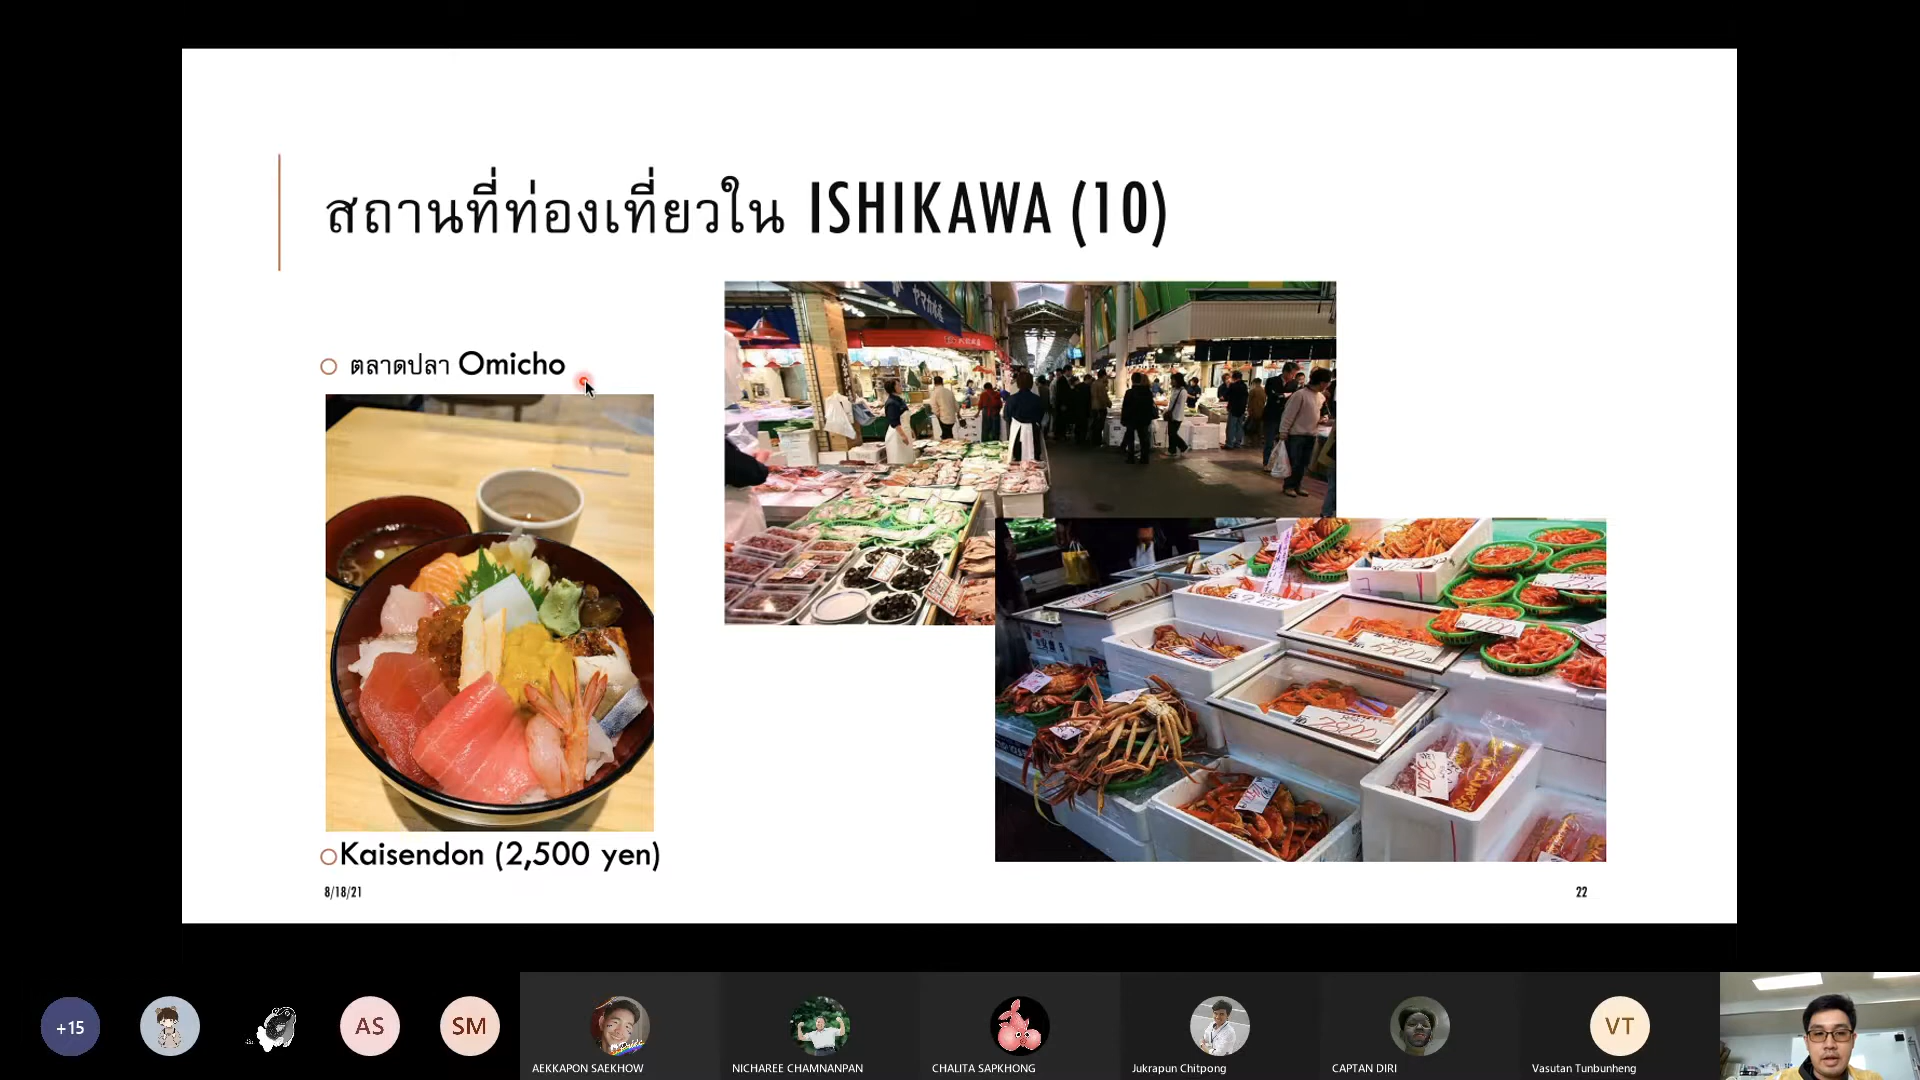 สถานที่ท่องเที่ยวใน ISHIKAWA (10)
ตลาดปลา Omicho
Kaisendon (2,500 yen)
8/18/21
22
+15
AS
SM
VT
AEKKAPON SAEKHOW
NICHAREE CHAMNANPAN
CHALITA SAPKHONG
Jukrapun Chitpong
CAPTAN DIRI
Vasutan Tunbunheng